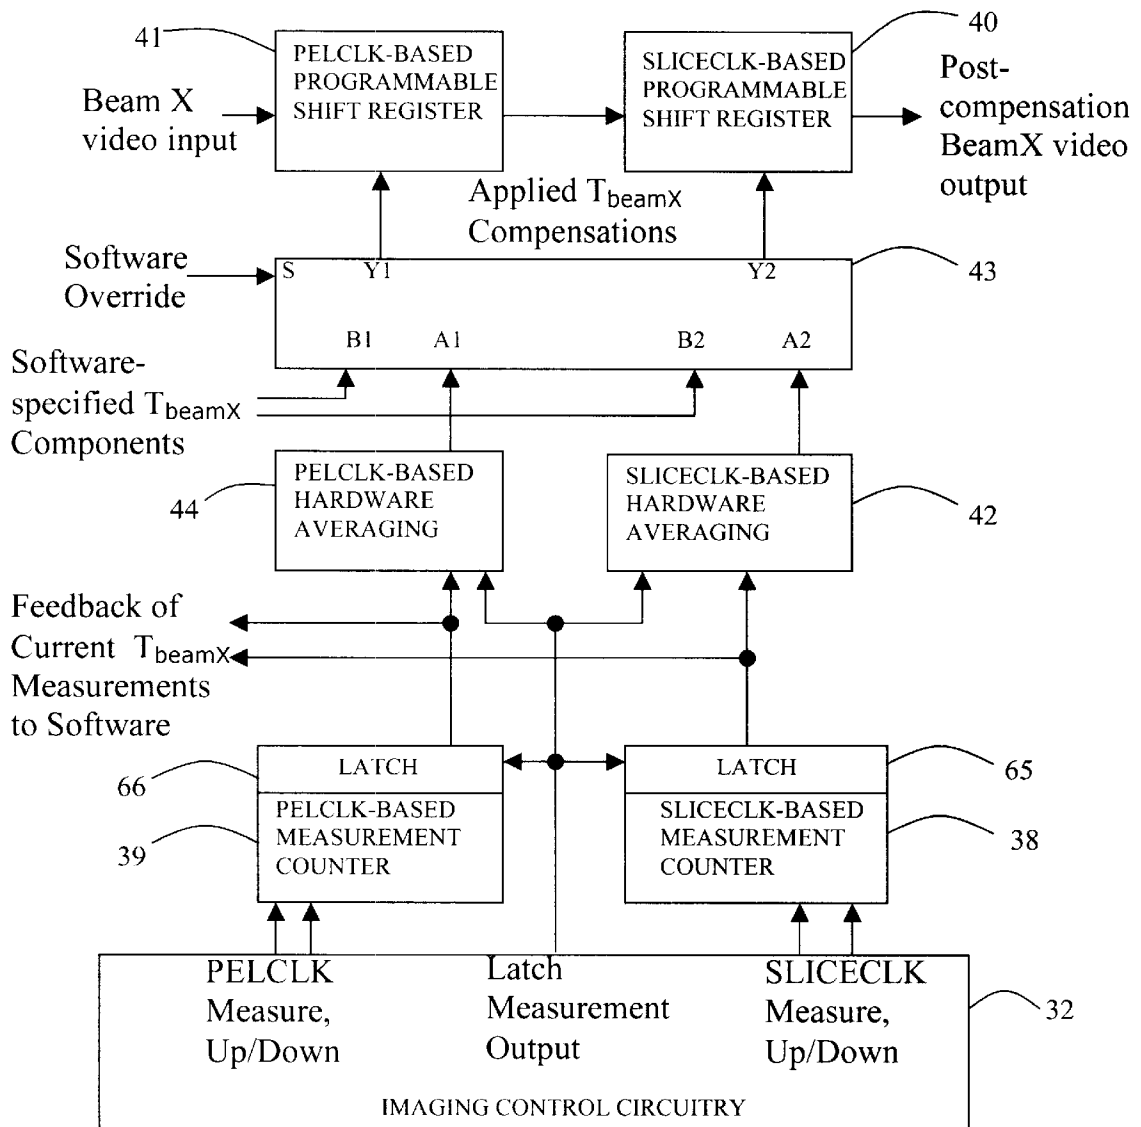 41
PELCLK-BASED
PROGRAMMABLE
SHIFT REGISTER
SLICECLK-BASED
PROGRAMMABLE
SHIFT REGISTER
40
Beam X
video input
Post-
compensation
BeamX video
output
Applied TbeamX
Compensations
Software
Override
S
Y1
Y2
43
B1
A1
B2
A2
Software-
specified TbeamX
Components
44
PELCLK-BASED
HARDWARE
AVERAGING
SLICECLK-BASED
HARDWARE
AVERAGING
42
Feedback of
Current TbeamX
Measurements
to Software
66
LATCH
LATCH
65
39
PELCLK-BASED
MEASUREMENT
COUNTER
SLICECLK-BASED
MEASUREMENT
COUNTER
38
PELCLK
Measure,
Up/Down
Latch
Measurement
Output
SLICECLK
Measure,
Up/Down
32
IMAGING CONTROL CIRCUITRY